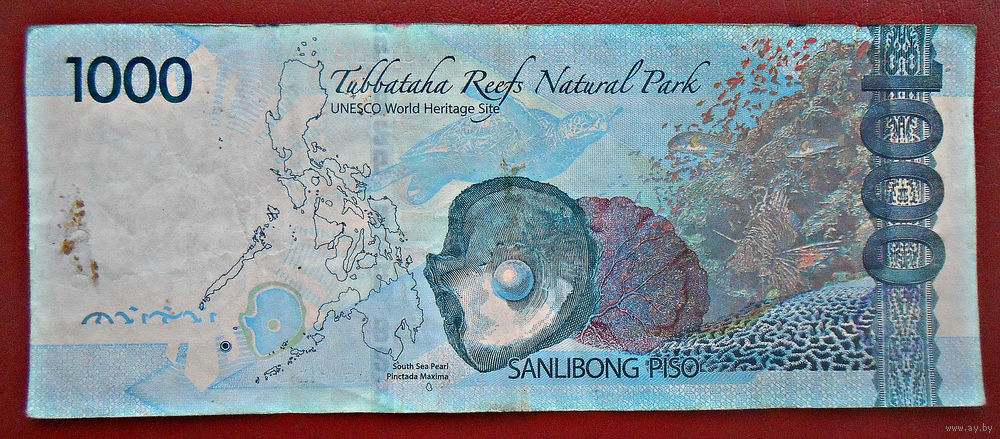 1000
Tubbataha Reefs Natural Park
UNESCO World Heritage Site
1000
South Sea Pearl
Pinctada Maxima
SANLIBONG PISO
www.ay.by